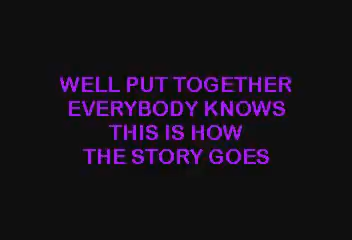 WELL PUT TOGETHER
EVERYBODY KNOWS
THIS IS HOW
THE STORY GOES